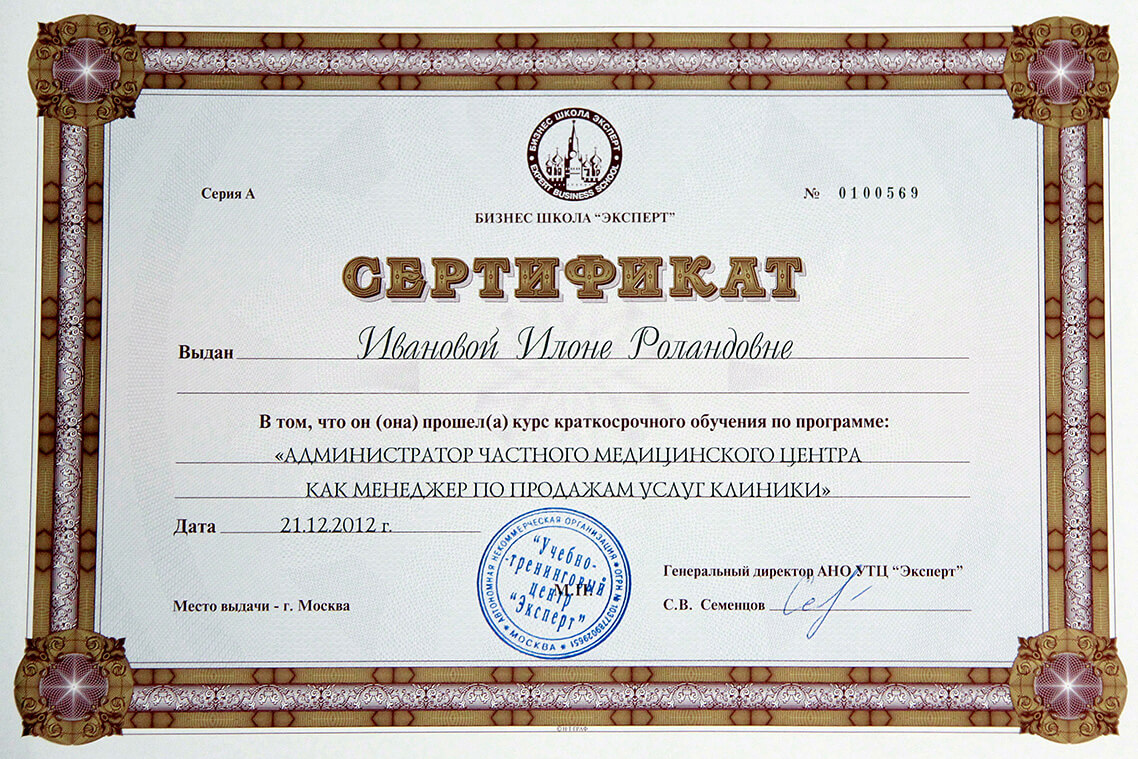 БИЗНЕС ШКОЛА ЭКСПЕРТ
EXPERT BUSINESS SCHOOL
Серия А
№ 0100569
БИЗНЕС ШКОЛА “ЭКСПЕРТ”
СЕРТИФИКАТ
Выдан Ивановой Илоне Роландовне
В том, что он (она) прошел(а) курс краткосрочного обучения по программе:
«АДМИНИСТРАТОР ЧАСТНОГО МЕДИЦИНСКОГО ЦЕНТРА
КАК МЕНЕДЖЕР ПО ПРОДАЖАМ УСЛУГ КЛИНИКИ»
Дата 21.12.2012 г.
АВТОНОМНАЯ НЕКОММЕРЧЕСКАЯ ОРГАНИЗАЦИЯ * ОГРН № 1037789029651 * МОСКВА *
“Учебно-
-тренинговый
центр
“Эксперт”
М.П.
Генеральный директор АНО УТЦ “Эксперт”
С.В. Семенцов
Место выдачи - г. Москва